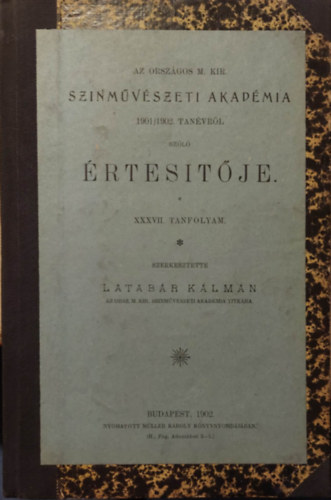 AZ ORSZÁGOS M. KIR.
SZINMŰVÉSZETI AKADÉMIA
1901/1902. TANÉVRŐL
SZÓLÓ
ÉRTESITŐJE.
XXXVII. TANFOLYAM.
SZERKESZTETTE
LATABÁR KÁLMÁN
AZ ORSZ. M. KIR. SZINMŰVÉSZETI AKADÉMIA TITKÁRA.
BUDAPEST, 1902.
NYOMATOTT MÜLLER KÁROLY KÖNYVNYOMDÁJÁBAN